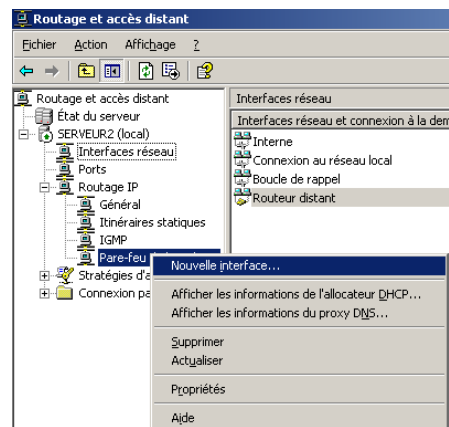 Routage et accès distant
Fichier Action Affichage ?
Routage et accès distant
État du serveur
SERVEUR2 (local)
Interfaces réseau
Ports
Routage IP
Général
Itinéraires statiques
IGMP
Pare-feu
Stratégies d'a
Connexion pa
Interfaces réseau
Interfaces réseau et connexion à la dem
Interne
Connexion au réseau local
Boucle de rappel
Routeur distant
Nouvelle interface...
Afficher les informations de l'allocateur DHCP...
Afficher les informations du proxy DNS...
Supprimer
Actualiser
Propriétés
Aide